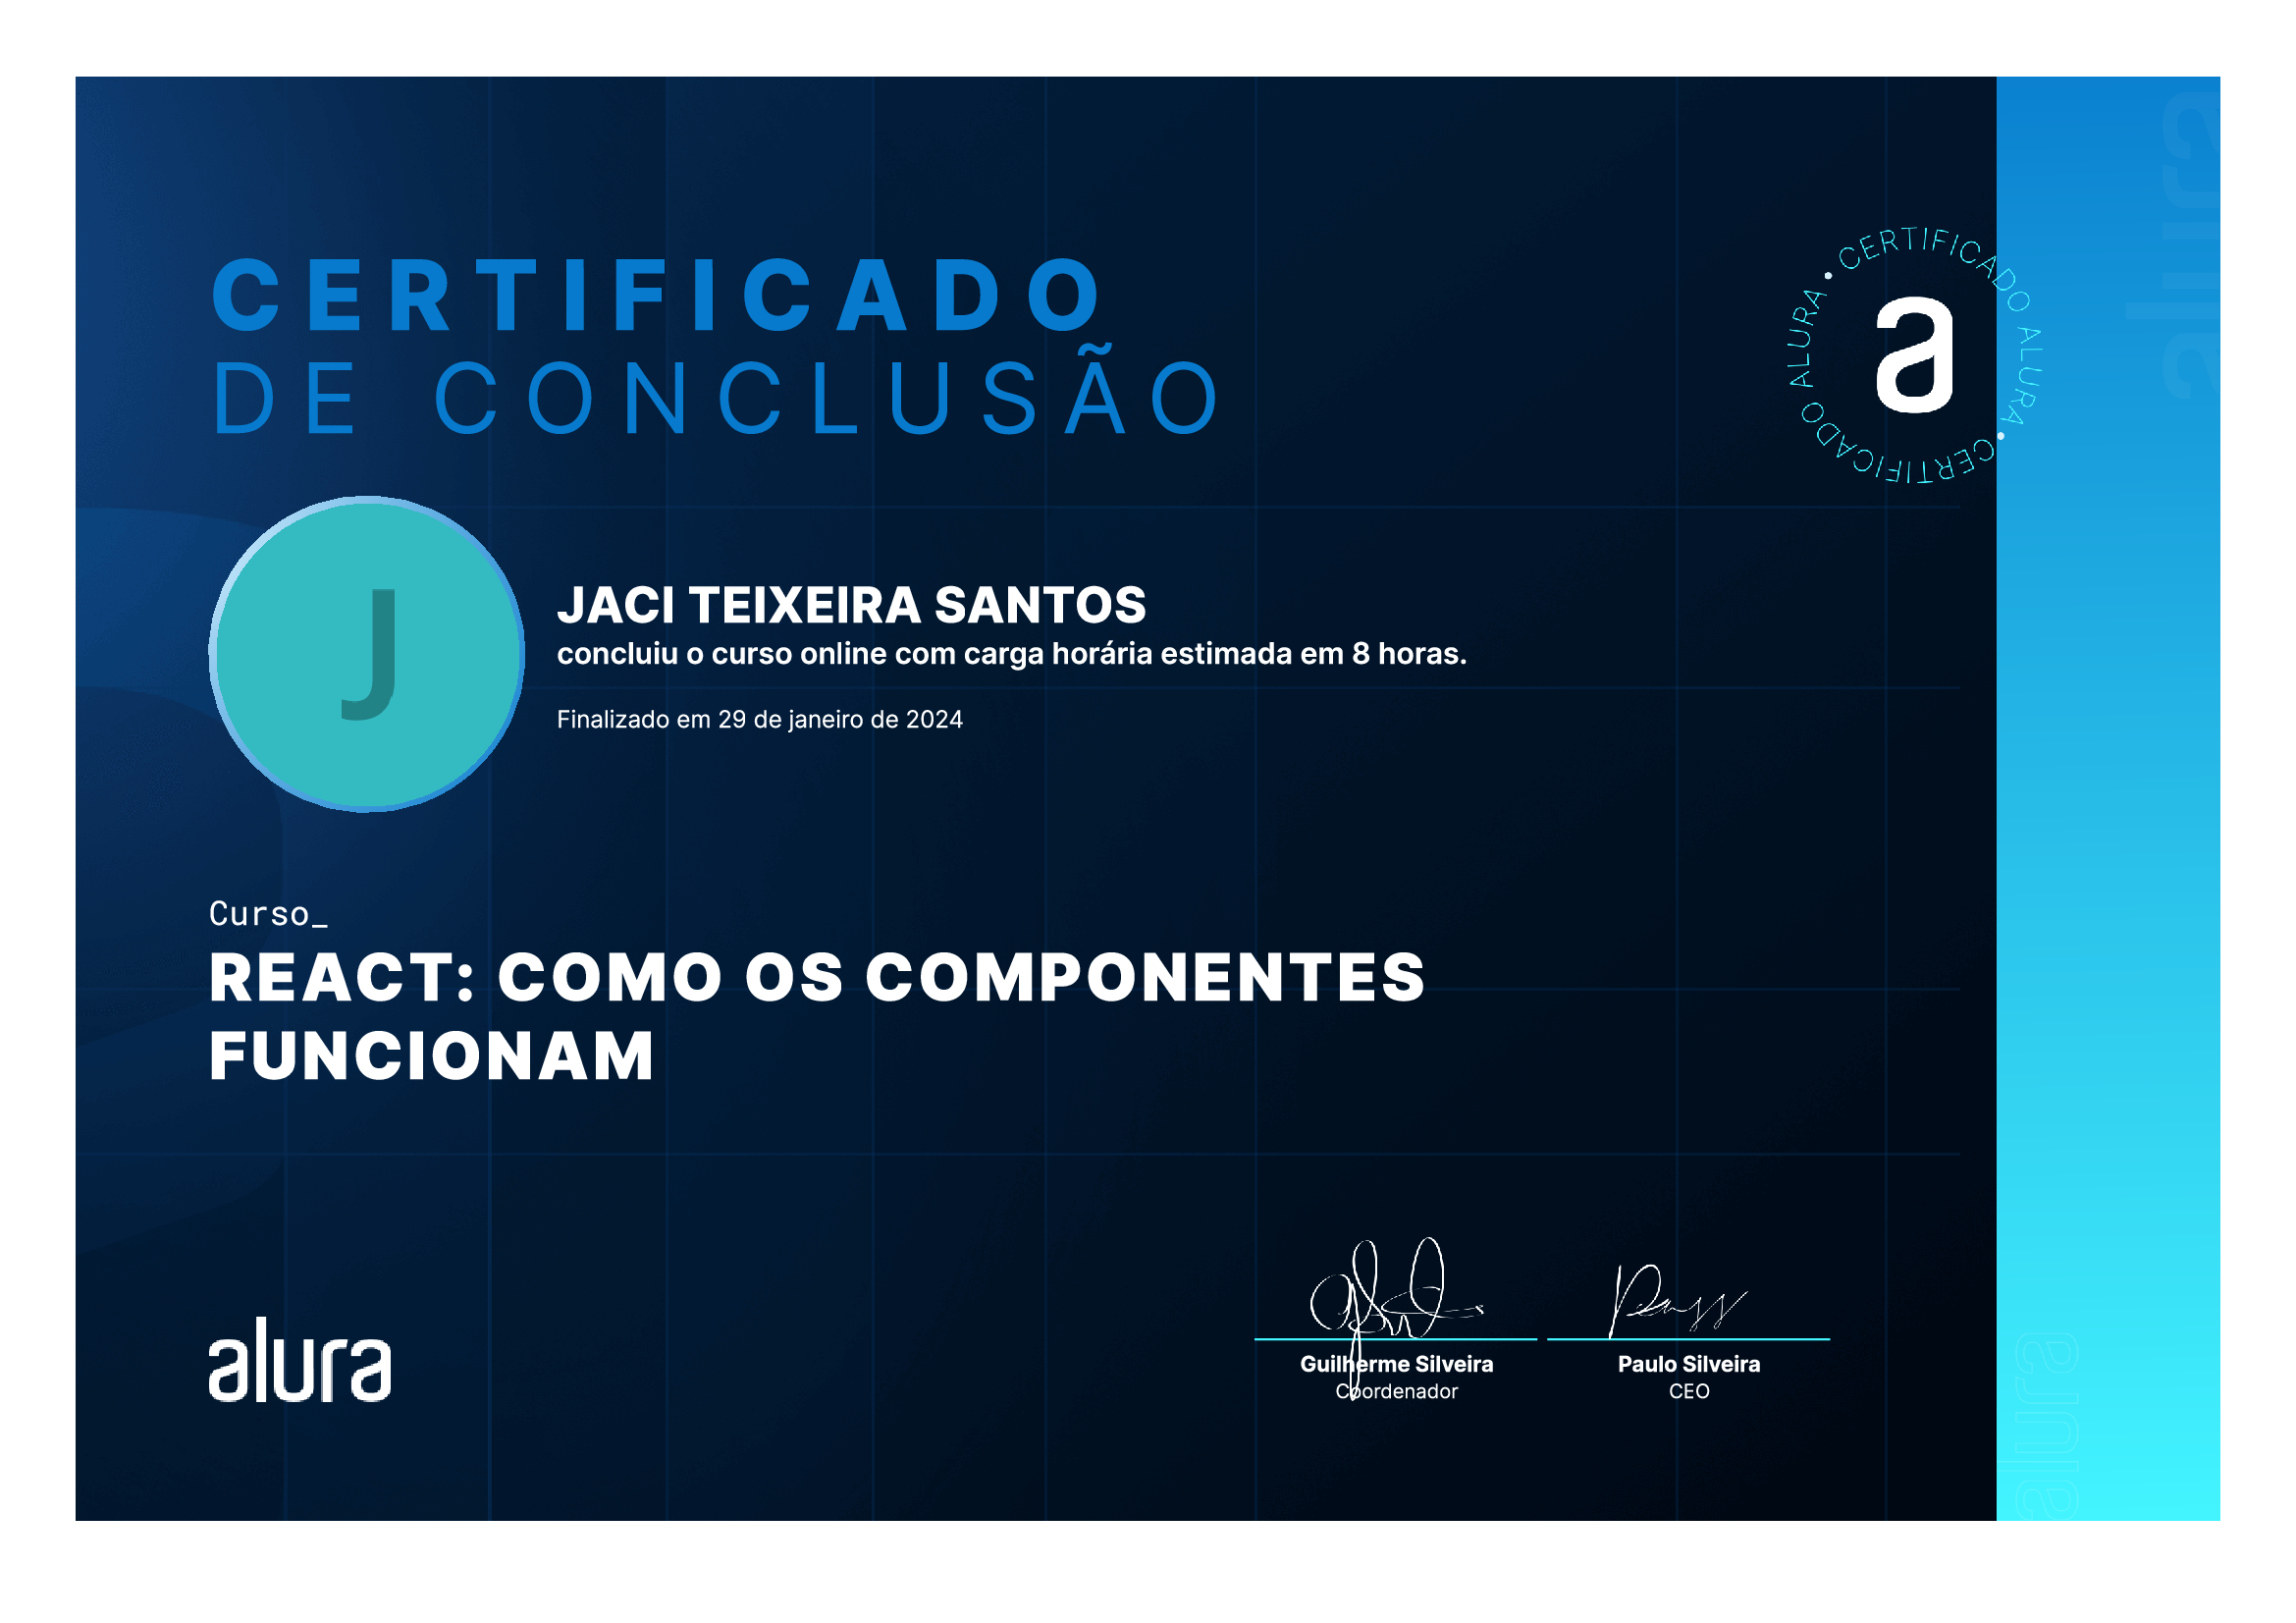 CERTIFICADO
DE CONCLUSÃO
CERTIFICADO ALURA • CERTIFICADO ALURA •
a
alura
J
JACI TEIXEIRA SANTOS
concluiu o curso online com carga horária estimada em 8 horas.
Finalizado em 29 de janeiro de 2024
Curso_
REACT: COMO OS COMPONENTES
FUNCIONAM
alura
Guilherme Silveira
Coordenador
Paulo Silveira
CEO
alura